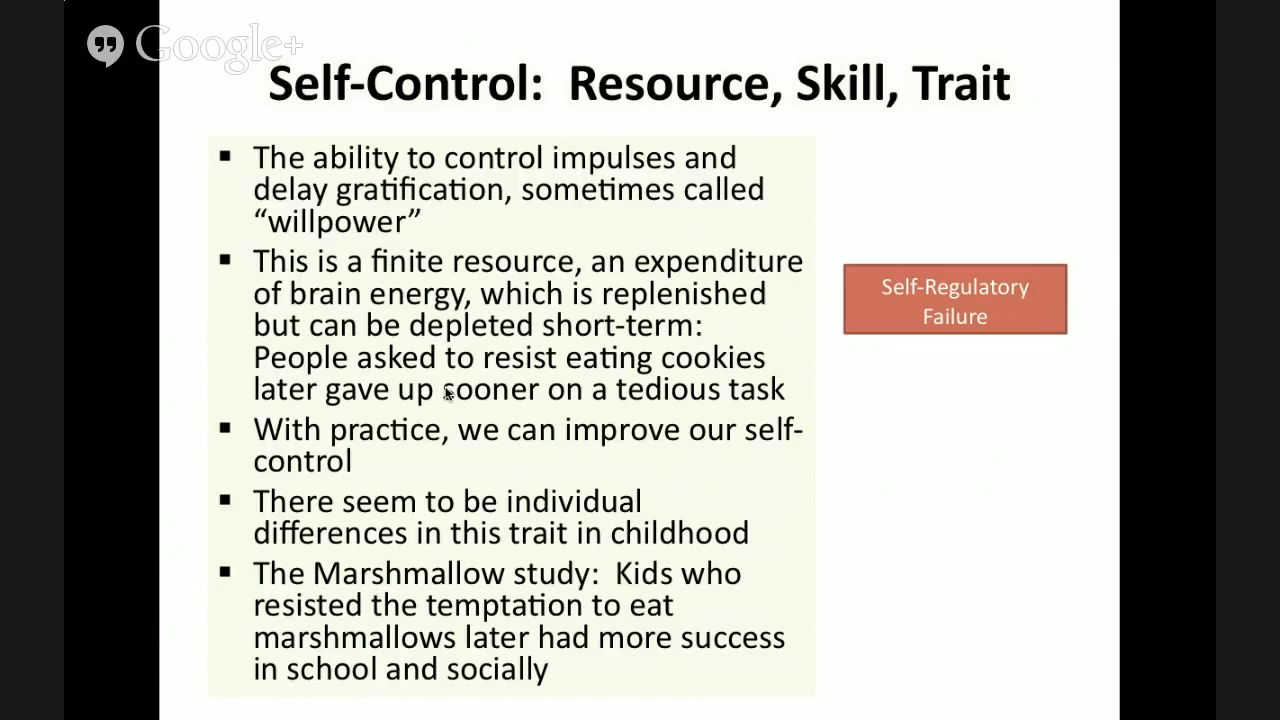 Google+
Self-Control:  Resource, Skill, Trait
▪ The ability to control impulses and
delay gratification, sometimes called
“willpower”
▪ This is a finite resource, an expenditure
of brain energy, which is replenished
but can be depleted short-term:
People asked to resist eating cookies
later gave up sooner on a tedious task
▪ With practice, we can improve our self-
control
▪ There seem to be individual
differences in this trait in childhood
▪ The Marshmallow study:  Kids who
resisted the temptation to eat
marshmallows later had more success
in school and socially
Self-Regulatory
Failure